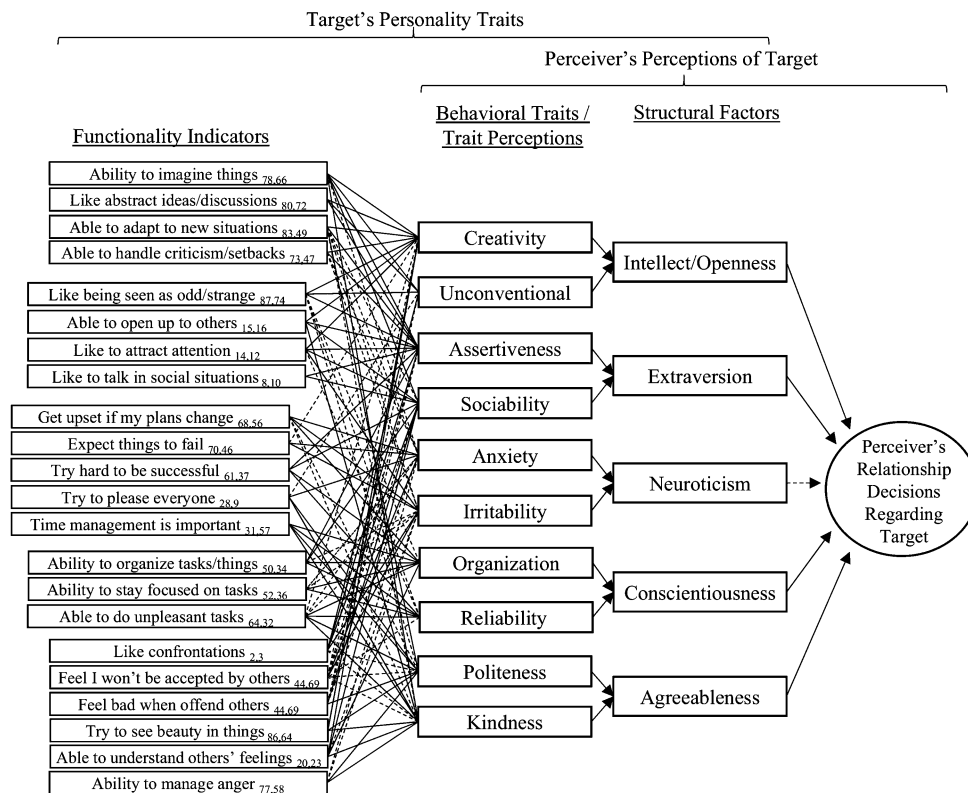 Target's Personality Traits
Perceiver's Perceptions of Target
Behavioral Traits /
Trait Perceptions
Structural Factors
Functionality Indicators
Ability to imagine things 78,66
Like abstract ideas/discussions 80,72
Able to adapt to new situations 83,49
Able to handle criticism/setbacks 73,47
Like being seen as odd/strange 87,74
Able to open up to others 15,16
Like to attract attention 14,12
Like to talk in social situations 8,10
Get upset if my plans change 68,56
Expect things to fail 70,46
Try hard to be successful 61,37
Try to please everyone 28,9
Time management is important 31,57
Ability to organize tasks/things 50,34
Ability to stay focused on tasks 52,36
Able to do unpleasant tasks 64,32
Like confrontations 2,3
Feel I won't be accepted by others 44,69
Feel bad when offend others 44,69
Try to see beauty in things 86,64
Able to understand others' feelings 20,23
Ability to manage anger 77,58
Creativity
Unconventional
Assertiveness
Sociability
Anxiety
Irritability
Organization
Reliability
Politeness
Kindness
Intellect/Openness
Extraversion
Neuroticism
Conscientiousness
Agreeableness
Perceiver's
Relationship
Decisions
Regarding
Target